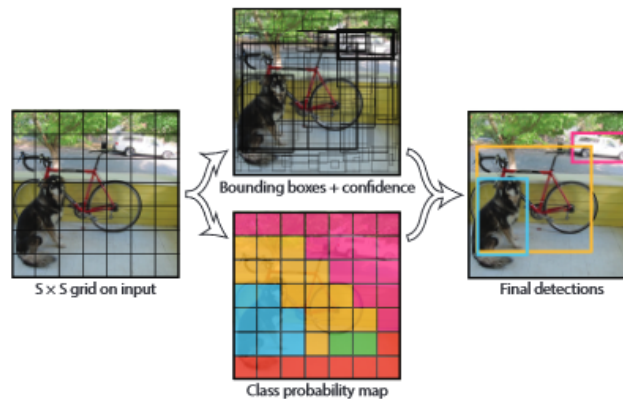 Bounding boxes + confidence
S × S grid on input
Final detections
Class probability map